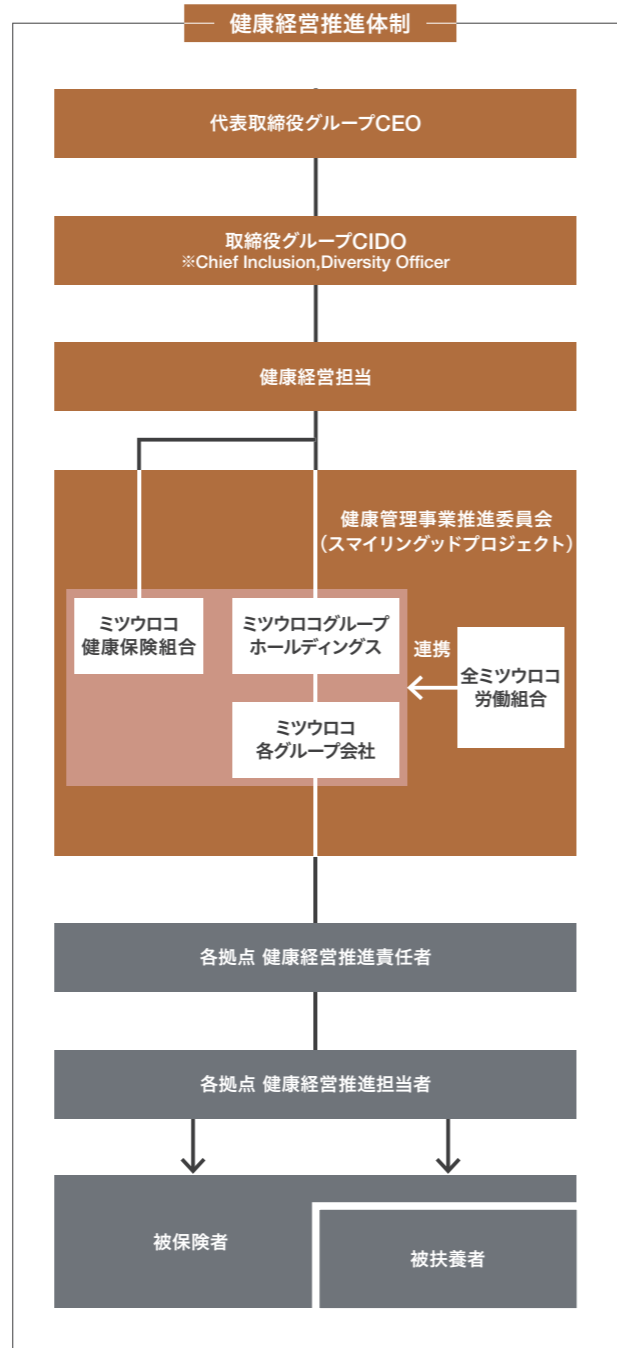 健康経営推進体制
代表取締役グループCEO
取締役グループCIDO
※Chief Inclusion,Diversity Officer
健康経営担当
健康管理事業推進委員会
(スマイリングッドプロジェクト)
ミツウロコ
健康保険組合
ミツウロコグループ
ホールディングス
連携
全ミツウロコ
労働組合
ミツウロコ
各グループ会社
各拠点 健康経営推進責任者
各拠点 健康経営推進担当者
被保険者
被扶養者